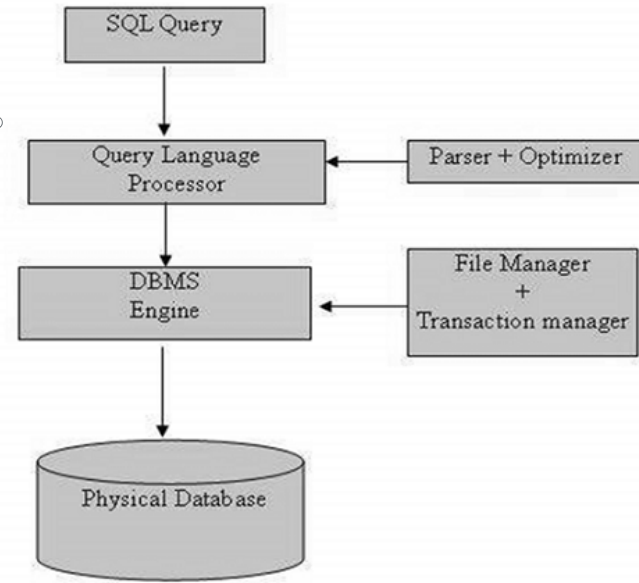 SQL Query
Query Language
Processor
Parser + Optimizer
DBMS
Engine
File Manager
+
Transaction manager
Physical Database